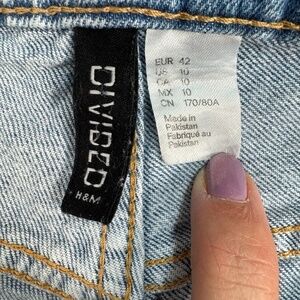 DIVIDED
H&M
EUR 42
US 10
CA 10
MX 10
CN 170/80A
Made in
Pakistan
Fabriqué au
Pakistan